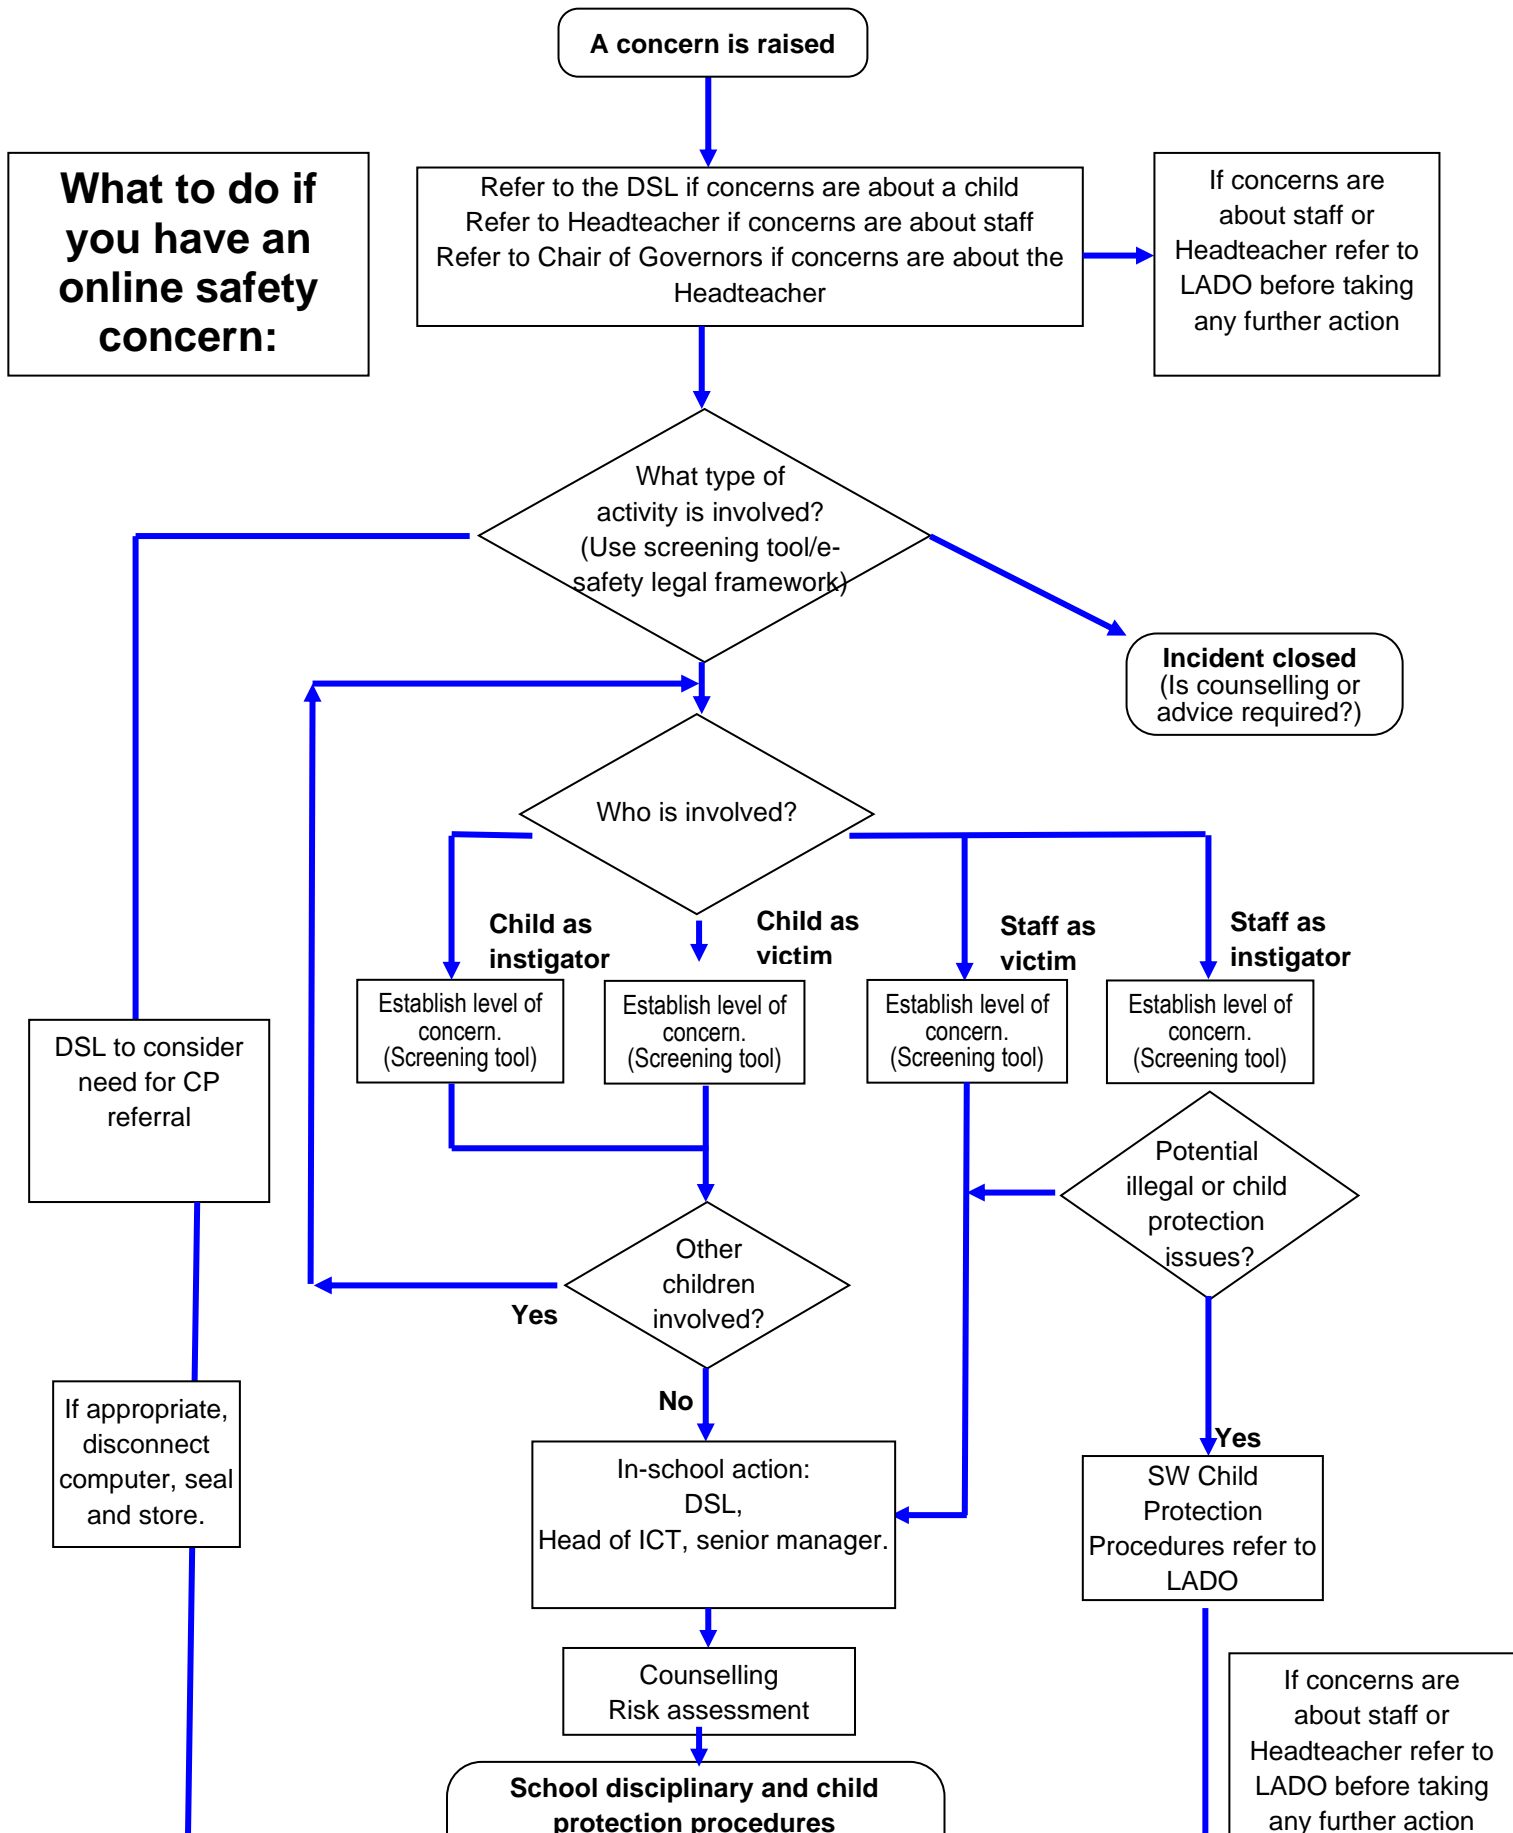 A concern is raised
What to do if
you have an
online safety
concern:
Refer to the DSL if concerns are about a child
Refer to Headteacher if concerns are about staff
Refer to Chair of Governors if concerns are about the
Headteacher
If concerns are
about staff or
Headteacher refer to
LADO before taking
any further action
What type of
activity is involved?
(Use screening tool/e-
safety legal framework)
Incident closed
(Is counselling or
advice required?)
Who is involved?
Child as
instigator
Child as
victim
Staff as
victim
Staff as
instigator
Establish level of
concern.
(Screening tool)
Establish level of
concern.
(Screening tool)
Establish level of
concern.
(Screening tool)
Establish level of
concern.
(Screening tool)
DSL to consider
need for CP
referral
Potential
illegal or child
protection
issues?
Other
children
involved?
Yes
No
If appropriate,
disconnect
computer, seal
and store.
Yes
In-school action:
DSL,
Head of ICT, senior manager.
SW Child
Protection
Procedures refer to
LADO
Counselling
Risk assessment
If concerns are
about staff or
Headteacher refer to
LADO before taking
any further action
School disciplinary and child
protection procedures